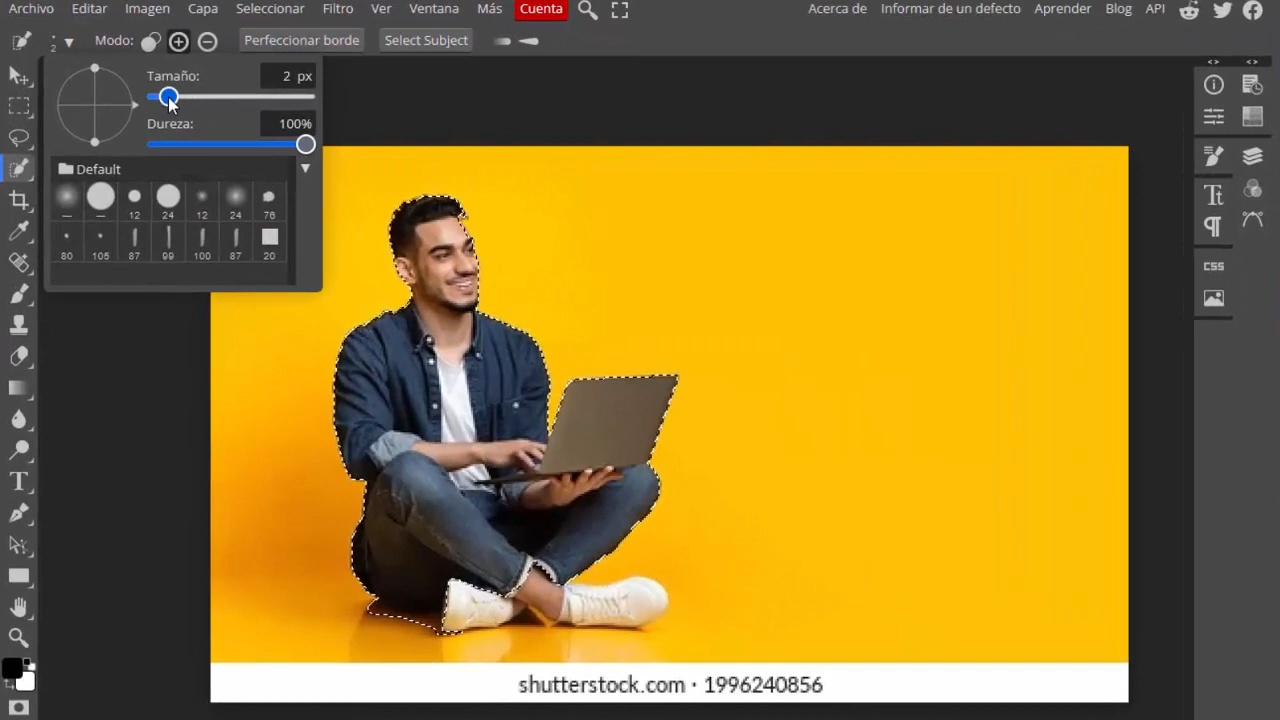 Archivo Editar Imagen Capa Seleccionar Filtro Ver Ventana Más Cuenta Acerca de Informar de un defecto Aprender Blog API
2 Modo: Perfeccionar borde Select Subject
Tamaño: 2 px
Dureza: 100%
Default
12 24 12 24 76
80 105 87 99 100 87 20
Tt
CSS
T
shutterstock.com · 1996240856